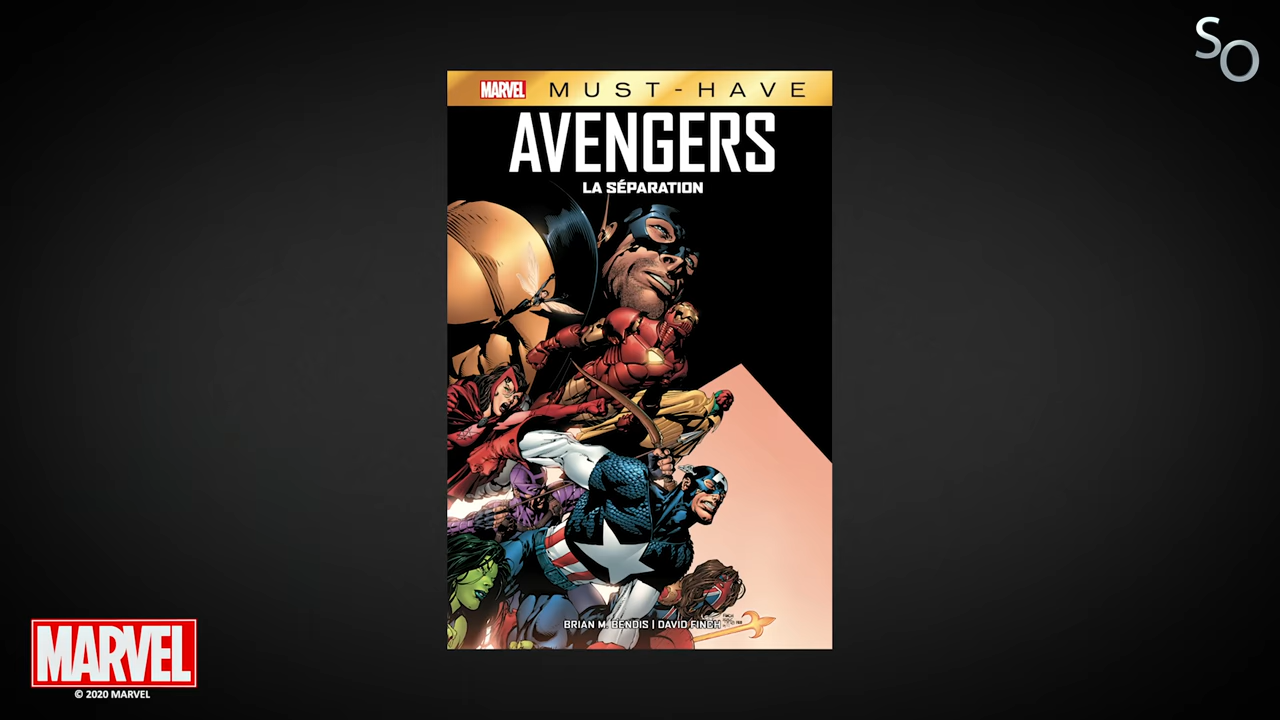 SO
MARVEL MUST-HAVE
AVENGERS
LA SÉPARATION
BRIAN M. BENDIS | DAVID FINCH
MARVEL
© 2020 MARVEL